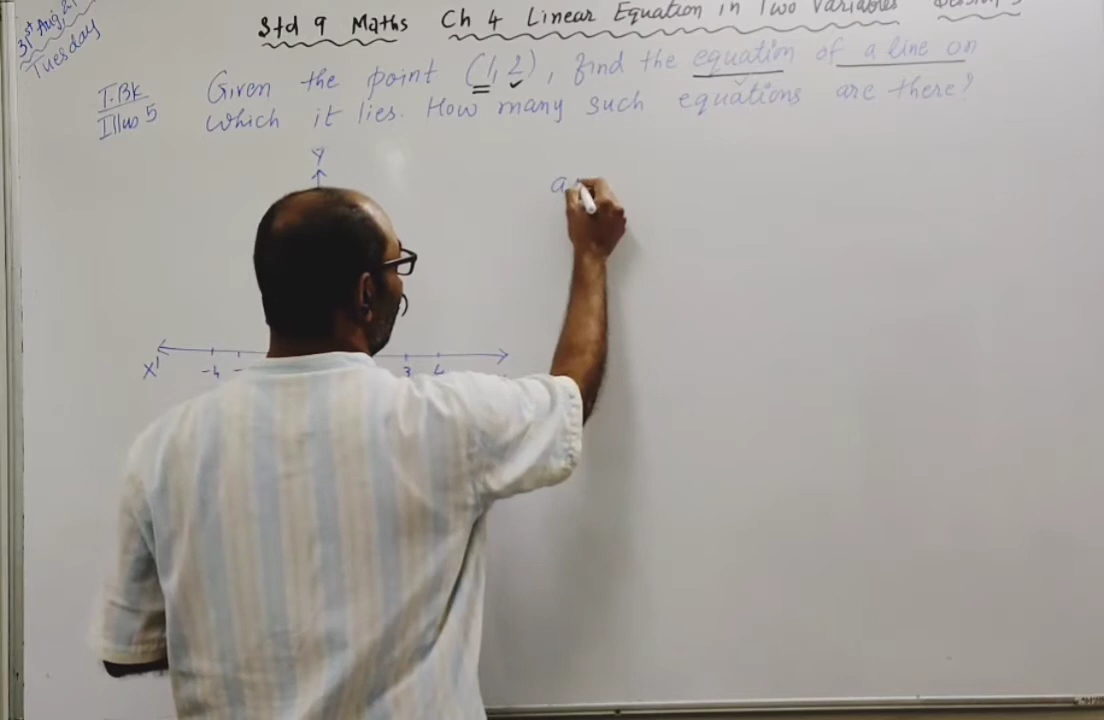 31st Aug, 21
Tuesday
Std 9 Maths Ch 4 Linear Equation in Two Variables
T.Bk Given the point (1, 2), find the equation of a line on
Illus 5 which it lies. How many such equations are there?
Y
a
X' -4 3 4